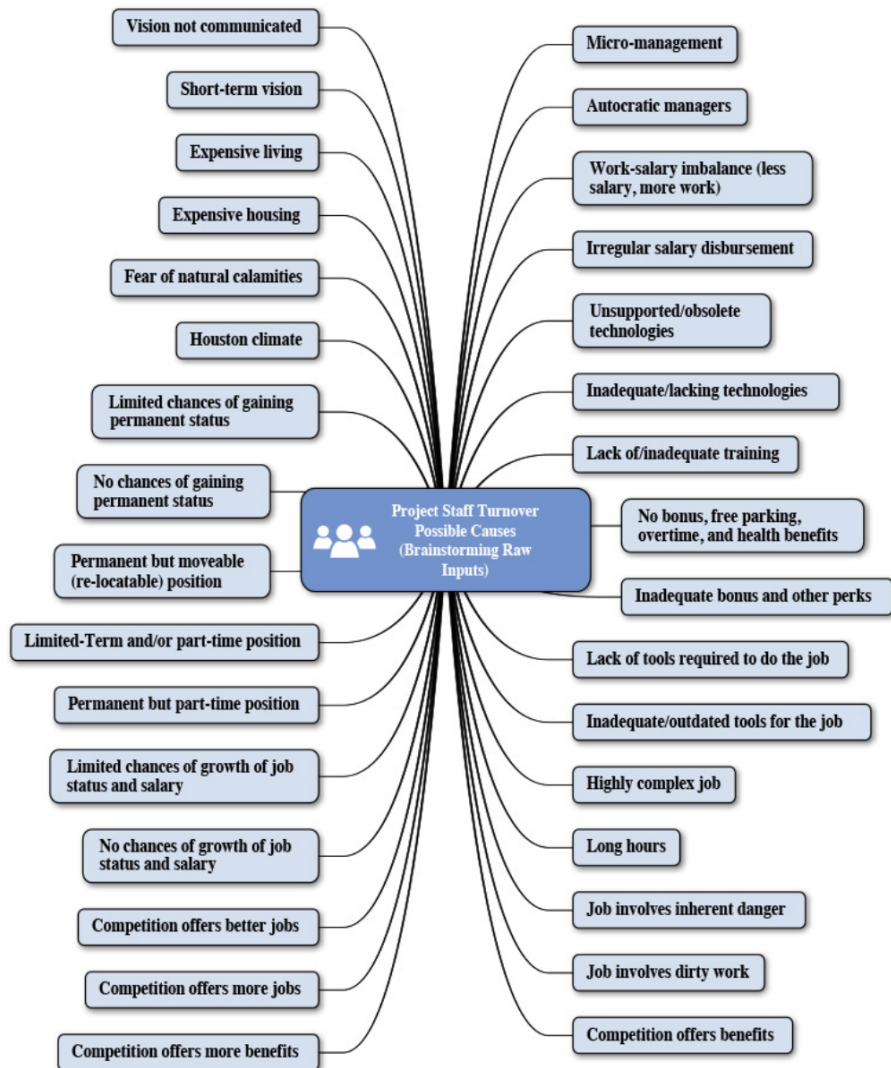 Vision not communicated
Short-term vision
Expensive living
Expensive housing
Fear of natural calamities
Houston climate
Limited chances of gaining
permanent status
No chances of gaining
permanent status
Permanent but moveable
(re-locatable) position
Limited-Term and/or part-time position
Permanent but part-time position
Limited chances of growth of job
status and salary
No chances of growth of job
status and salary
Competition offers better jobs
Competition offers more jobs
Competition offers more benefits
Project Staff Turnover
Possible Causes
(Brainstorming Raw
Inputs)
Micro-management
Autocratic managers
Work-salary imbalance (less
salary, more work)
Irregular salary disbursement
Unsupported/obsolete
technologies
Inadequate/lacking technologies
Lack of/inadequate training
No bonus, free parking,
overtime, and health benefits
Inadequate bonus and other perks
Lack of tools required to do the job
Inadequate/outdated tools for the job
Highly complex job
Long hours
Job involves inherent danger
Job involves dirty work
Competition offers benefits